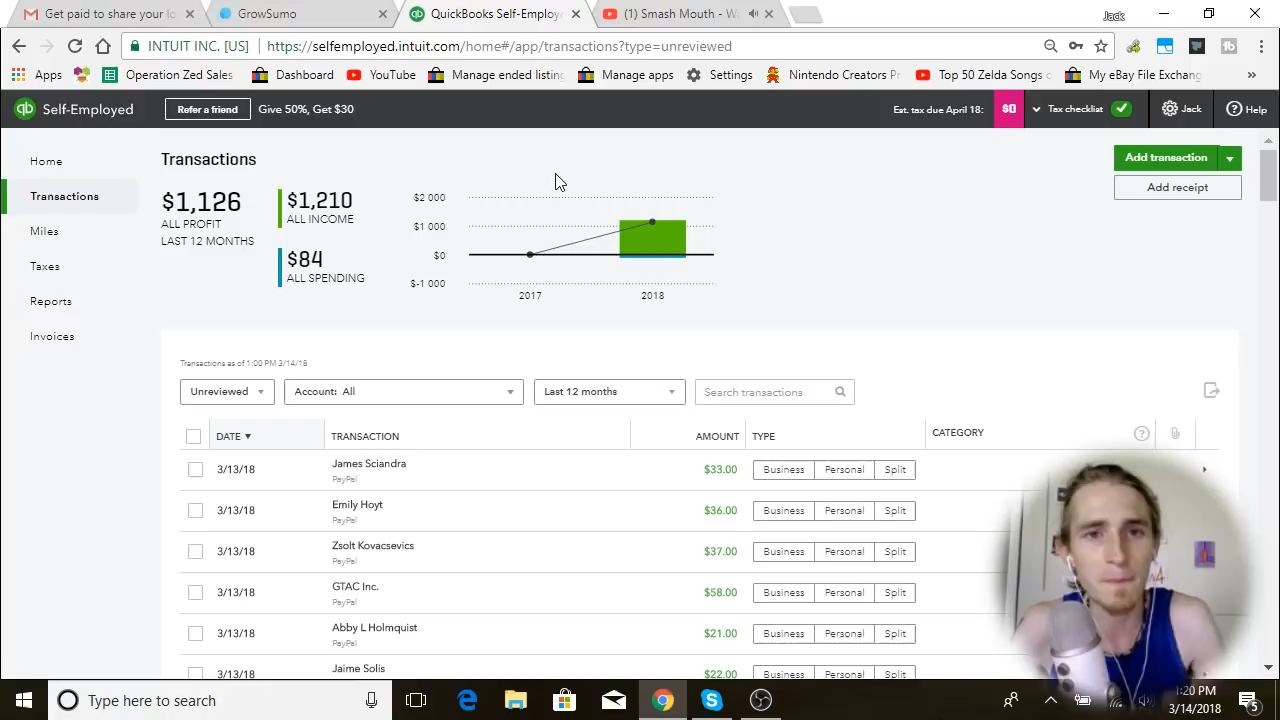 Get paid to share your lo
GrowSumo
QuickBooks Self-Employe
(1) Smash Mouth - W
Jack
INTUIT INC. [US]
https://selfemployed.intuit.com/home#/app/transactions?type=unreviewed
Apps
Operation Zed Sales
Dashboard
YouTube
Manage ended listing
Manage apps
Settings
Nintendo Creators Pr
Top 50 Zelda Songs o
My eBay File Exchang
»
qb Self-Employed
Refer a friend
Give 50%, Get $30
Est. tax due April 18:
$0
Tax checklist
Jack
Help
Home
Transactions
Miles
Taxes
Reports
Invoices
Transactions
$1,126
ALL PROFIT
LAST 12 MONTHS
$1,210
ALL INCOME
$84
ALL SPENDING
$2 000
$1 000
$0
$-1 000
2017
2018
Add transaction
Add receipt
Transactions as of 1:00 PM 3/14/18
Unreviewed
Account: All
Last 12 months
Search transactions
DATE
TRANSACTION
AMOUNT
TYPE
CATEGORY
3/13/18
James Sciandra
PayPal
$33.00
Business
Personal
Split
3/13/18
Emily Hoyt
PayPal
$36.00
Business
Personal
Split
3/13/18
Zsolt Kovacsevics
PayPal
$37.00
Business
Personal
Split
3/13/18
GTAC Inc.
PayPal
$58.00
Business
Personal
Split
3/13/18
Abby L Holmquist
PayPal
$21.00
Business
Personal
Split
3/13/18
Jaime Solis
$22.00
Business
Personal
Split
Type here to search
1:20 PM
3/14/2018
5